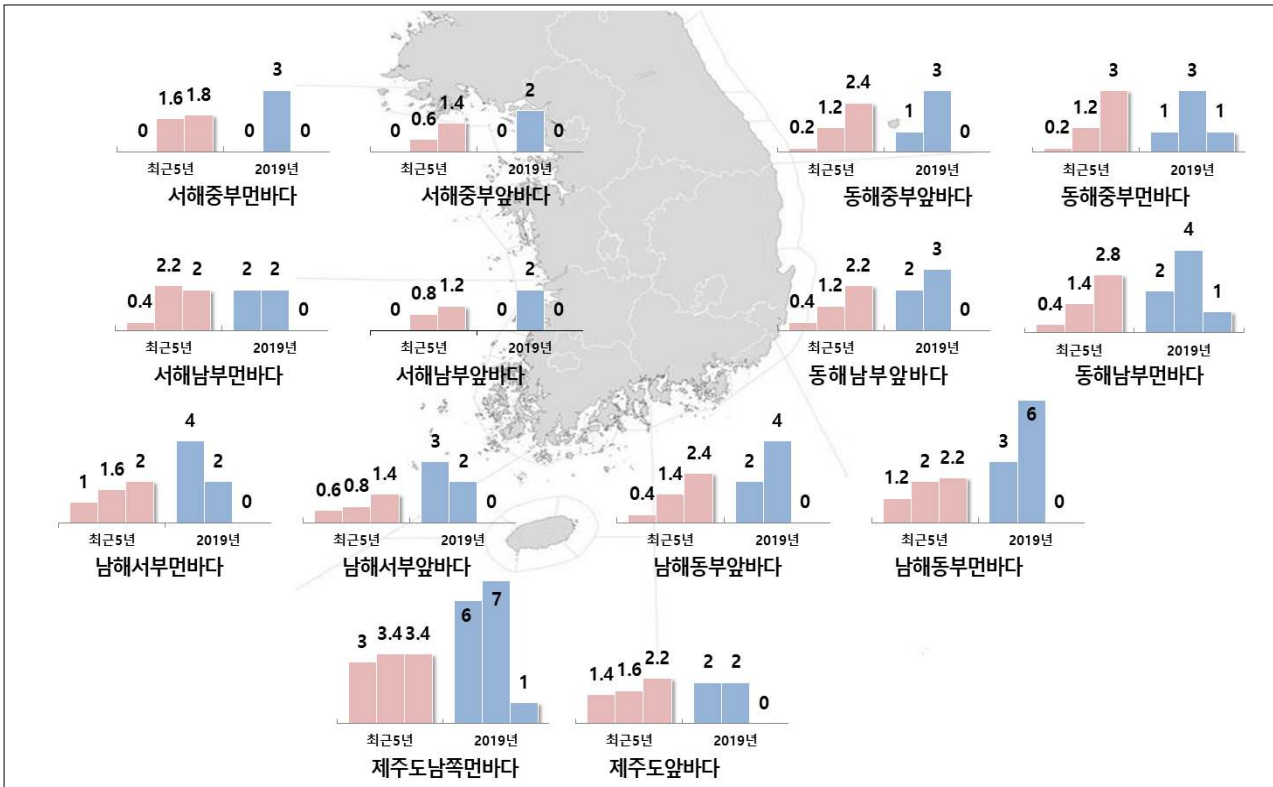 0 1.6 1.8 0 3 0
최근5년 2019년
서해중부먼바다
0 0.6 1.4 0 2 0
최근5년 2019년
서해중부앞바다
0.2 1.2 2.4 1 3 0
최근5년 2019년
동해중부앞바다
0.2 1.2 3 1 3 1
최근5년 2019년
동해중부먼바다
0.4 2.2 2 2 2 0
최근5년 2019년
서해남부먼바다
0 0.8 1.2 0 2 0
최근5년 2019년
서해남부앞바다
0.4 1.2 2.2 2 3 0
최근5년 2019년
동해남부앞바다
0.4 1.4 2.8 2 4 1
최근5년 2019년
동해남부먼바다
1 1.6 2 4 2 0
최근5년 2019년
남해서부먼바다
0.6 0.8 1.4 3 2 0
최근5년 2019년
남해서부앞바다
0.4 1.4 2.4 2 4 0
최근5년 2019년
남해동부앞바다
1.2 2 2.2 3 6 0
최근5년 2019년
남해동부먼바다
3 3.4 3.4 6 7 1
최근5년 2019년
제주도남쪽먼바다
1.4 1.6 2.2 2 2 0
최근5년 2019년
제주도앞바다